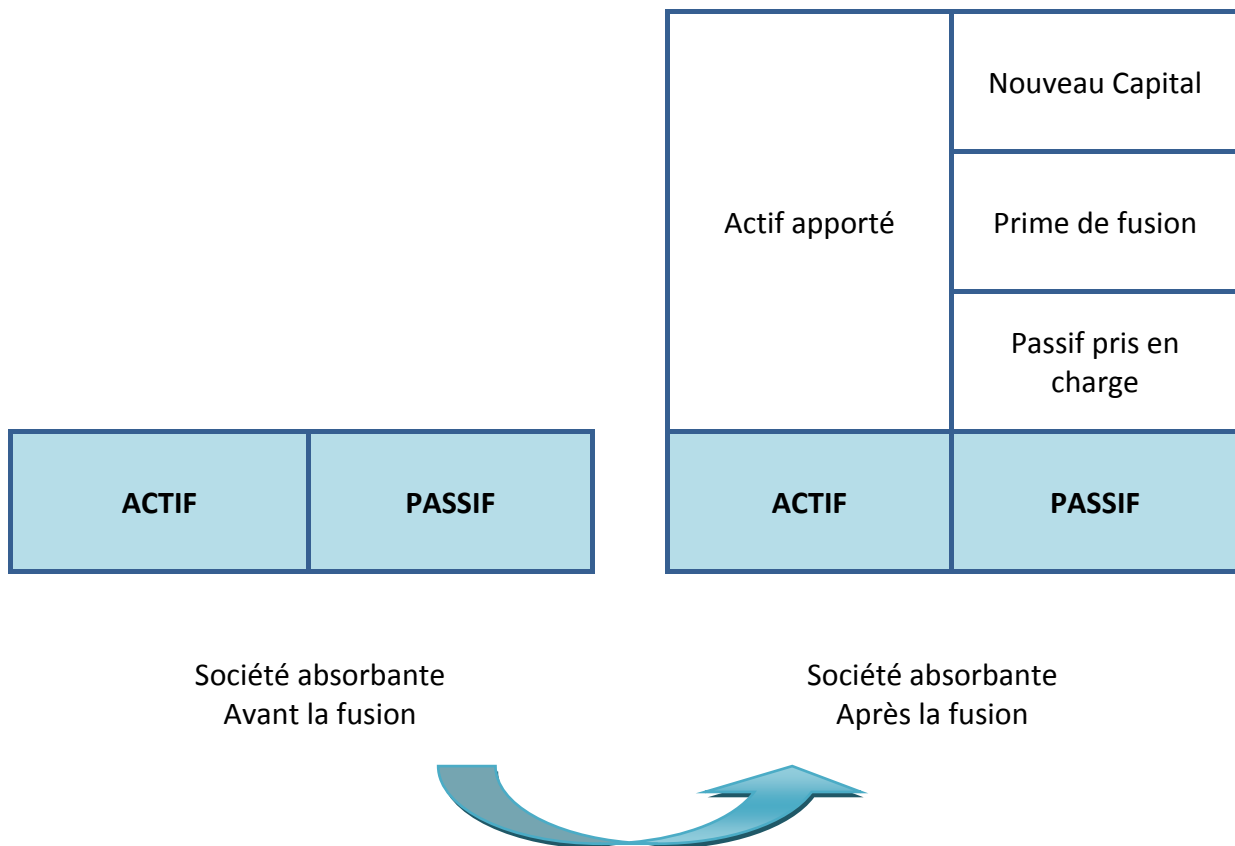 Nouveau Capital
Actif apporté
Prime de fusion
Passif pris en
charge
ACTIF
PASSIF
ACTIF
PASSIF
Société absorbante
Avant la fusion
Société absorbante
Après la fusion